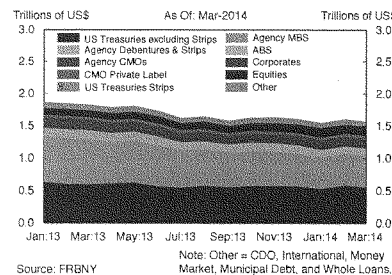 Trillions of US$ As Of: Mar-2014 Trillions of US$
3.0 3.0
US Treasuries excluding Strips Agency MBS
Agency Debentures & Strips ABS
2.5 2.5
Agency CMOs Corporates
CMO Private Label Equities
US Treasuries Strips Other
2.0 2.0
1.5 1.5
1.0 1.0
0.5 0.5
0.0 0.0
Jan:13 Mar:13 May:13 Jul:13 Sep:13 Nov:13 Jan:14 Mar:14
Note: Other = CDO, International, Money
Source: FRBNY Market, Municipal Debt, and Whole Loans.